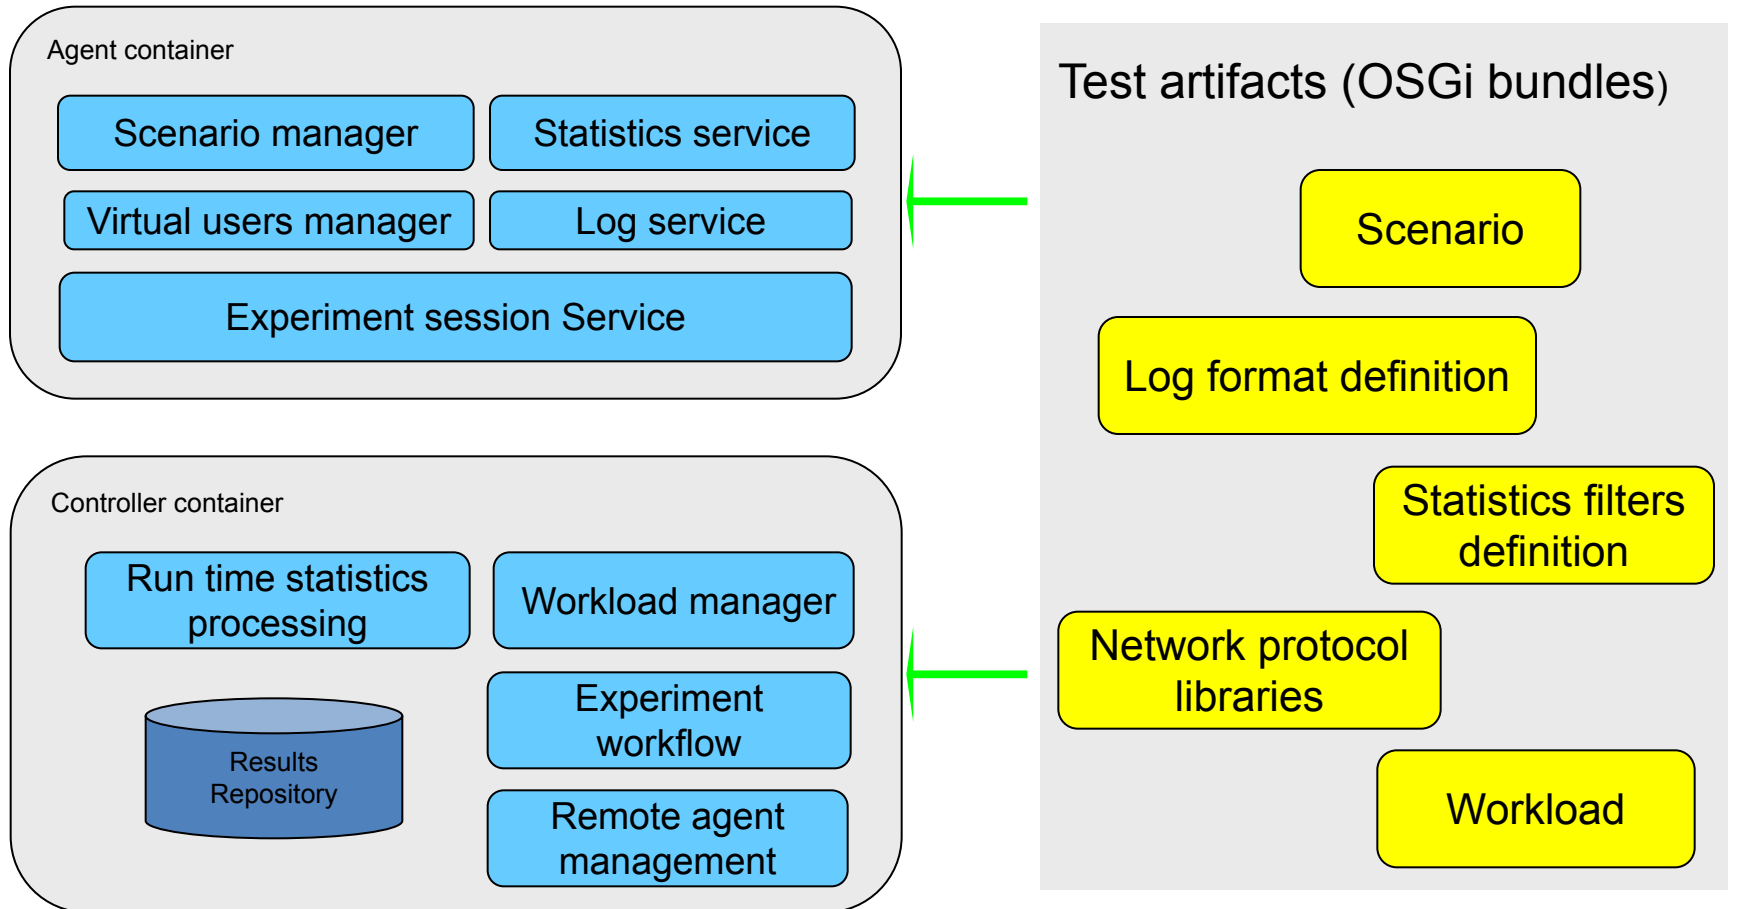 Agent container
Scenario manager
Statistics service
Virtual users manager
Log service
Experiment session Service
Controller container
Run time statistics
processing
Workload manager
Experiment
workflow
Results
Repository
Remote agent
management
Test artifacts (OSGi bundles)
Scenario
Log format definition
Statistics filters
definition
Network protocol
libraries
Workload